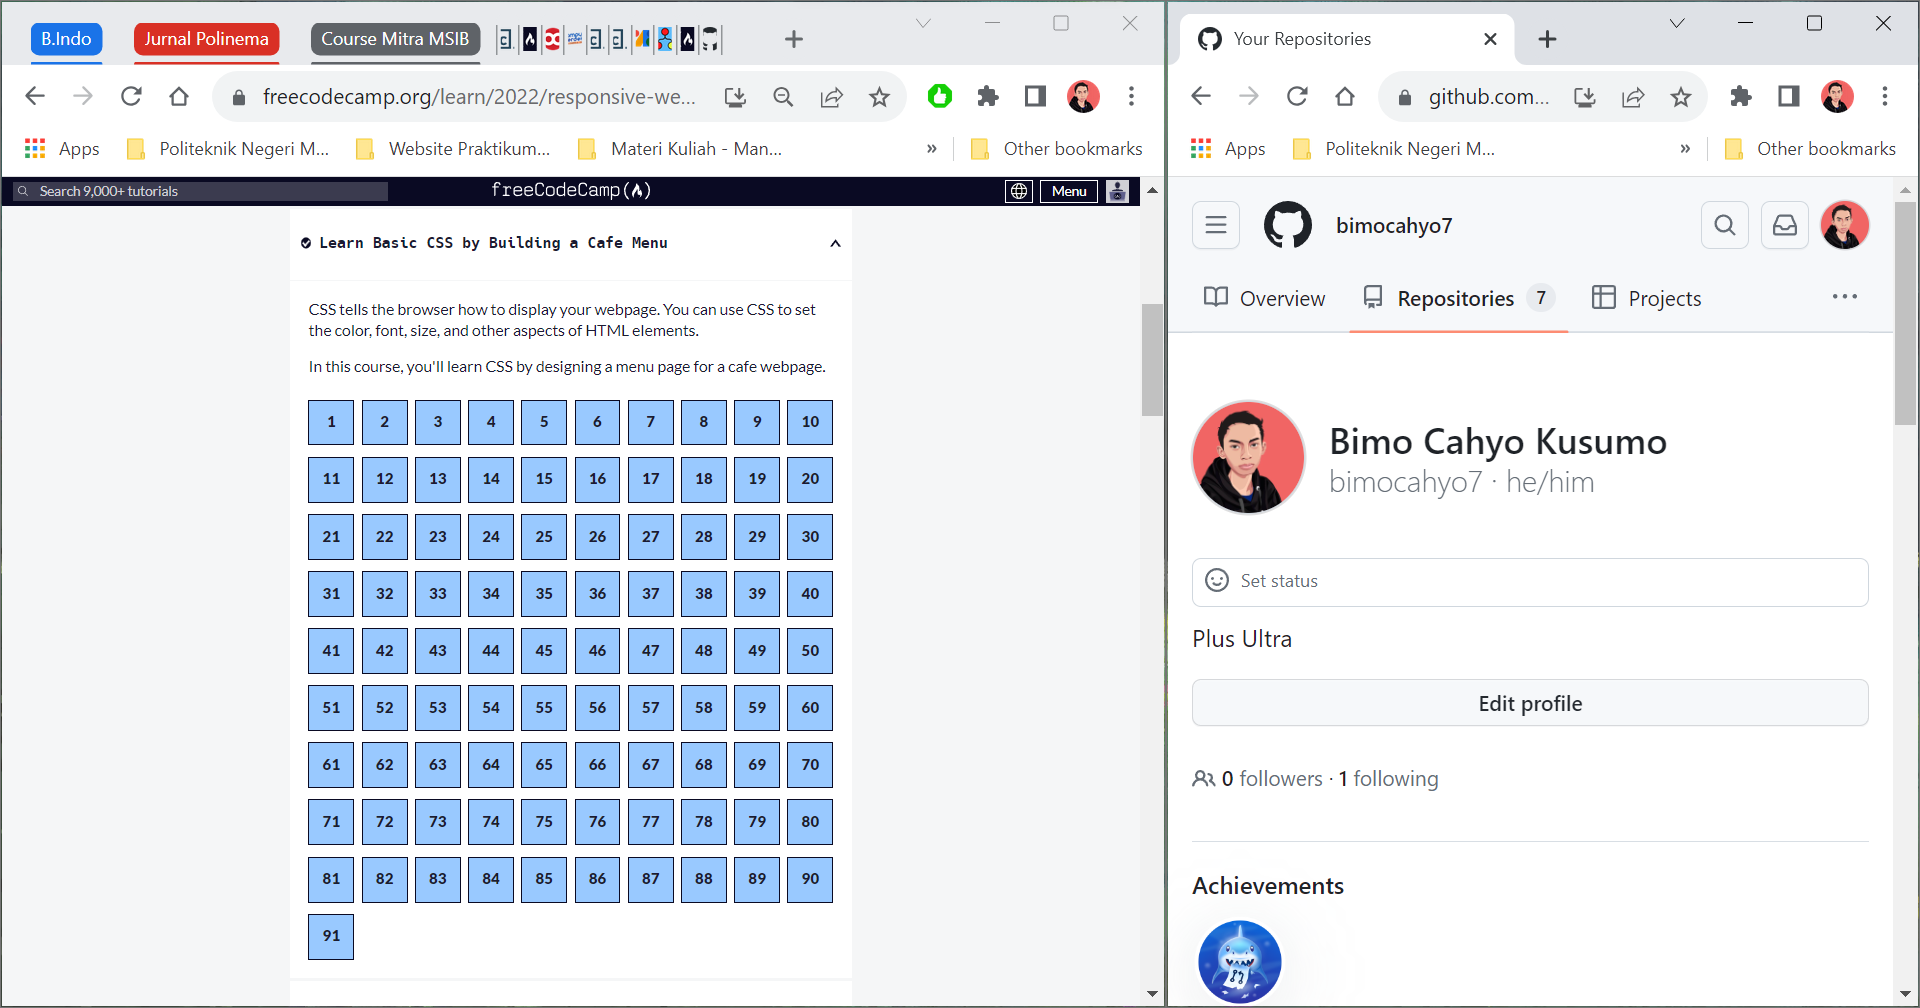 B.Indo
Jurnal Polinema
Course Mitra MSIB
freecodecamp.org/learn/2022/responsive-we...
Apps
Politeknik Negeri M...
Website Praktikum...
Materi Kuliah - Man...
»
Other bookmarks
Search 9,000+ tutorials
freeCodeCamp
Menu
Learn Basic CSS by Building a Cafe Menu
CSS tells the browser how to display your webpage. You can use CSS to set
the color, font, size, and other aspects of HTML elements.
In this course, you'll learn CSS by designing a menu page for a cafe webpage.
1 2 3 4 5 6 7 8 9 10
11 12 13 14 15 16 17 18 19 20
21 22 23 24 25 26 27 28 29 30
31 32 33 34 35 36 37 38 39 40
41 42 43 44 45 46 47 48 49 50
51 52 53 54 55 56 57 58 59 60
61 62 63 64 65 66 67 68 69 70
71 72 73 74 75 76 77 78 79 80
81 82 83 84 85 86 87 88 89 90
91
Your Repositories
github.com...
Apps
Politeknik Negeri M...
»
Other bookmarks
bimocahyo7
Overview
Repositories 7
Projects
Bimo Cahyo Kusumo
bimocahyo7 · he/him
Set status
Plus Ultra
Edit profile
0 followers · 1 following
Achievements